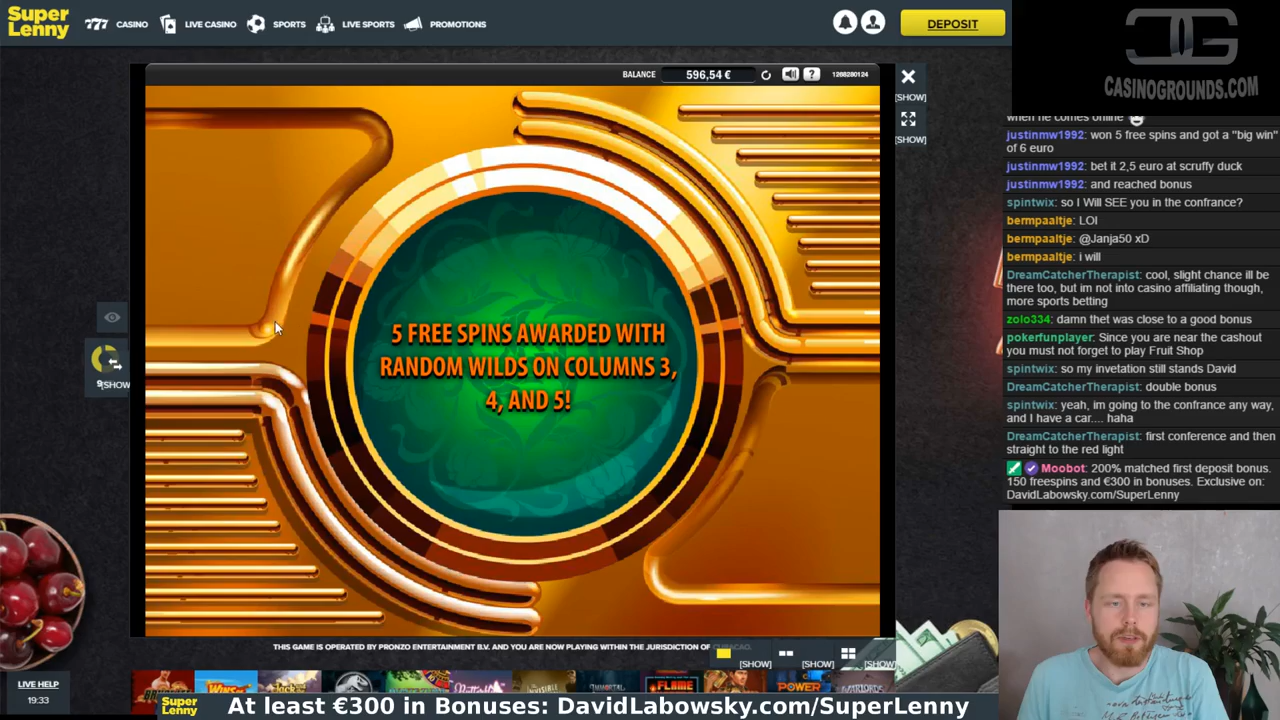 Super
Lenny
777 CASINO
LIVE CASINO
SPORTS
LIVE SPORTS
PROMOTIONS
DEPOSIT
CASINOGROUNDS.COM
BALANCE 596,54 €
?
1266280124
[SHOW]
[SHOW]
5 FREE SPINS AWARDED WITH
RANDOM WILDS ON COLUMNS 3,
4, AND 5!
when he comes online
justinmw1992: won 5 free spins and got a "big win"
of 6 euro
justinmw1992: bet it 2,5 euro at scruffy duck
justinmw1992: and reached bonus
spintwix: so I Will SEE you in the confrance?
bermpaaltje: LOl
bermpaaltje: @Janja50 xD
bermpaaltje: i will
DreamCatcherTherapist: cool, slight chance ill be
there too, but im not into casino affiliating though,
more sports betting
zolo334: damn thet was close to a good bonus
pokerfunplayer: Since you are near the cashout
you must not forget to play Fruit Shop
spintwix: so my invetation still stands David
DreamCatcherTherapist: double bonus
spintwix: yeah, im going to the confrance any way,
and I have a car.... haha
DreamCatcherTherapist: first conference and then
straight to the red light
Moobot: 200% matched first deposit bonus.
150 freespins and €300 in bonuses. Exclusive on:
DavidLabowsky.com/SuperLenny
[SHOW]
THIS GAME IS OPERATED BY PRONZO ENTERTAINMENT B.V. AND YOU ARE NOW PLAYING WITHIN THE JURISDICTION OF
[SHOW]
[SHOW]
[SHOW]
LIVE HELP
19:33
FLAME
POWER
Super
Lenny
At least €300 in Bonuses: DavidLabowsky.com/SuperLenny